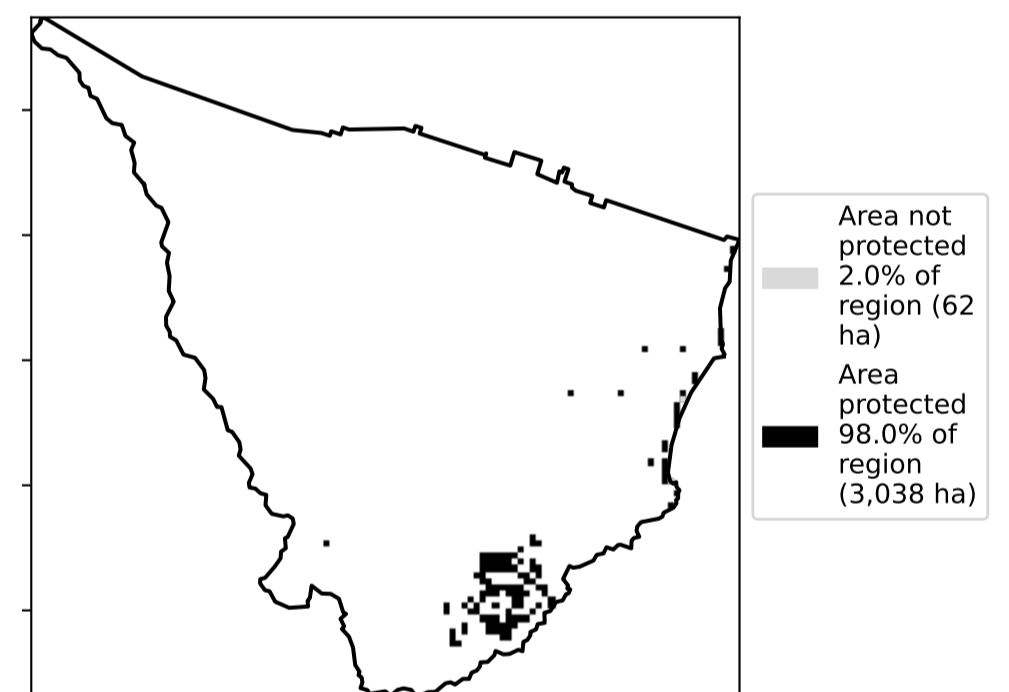 Area not
protected
2.0% of
region (62
ha)
Area
protected
98.0% of
region
(3,038 ha)